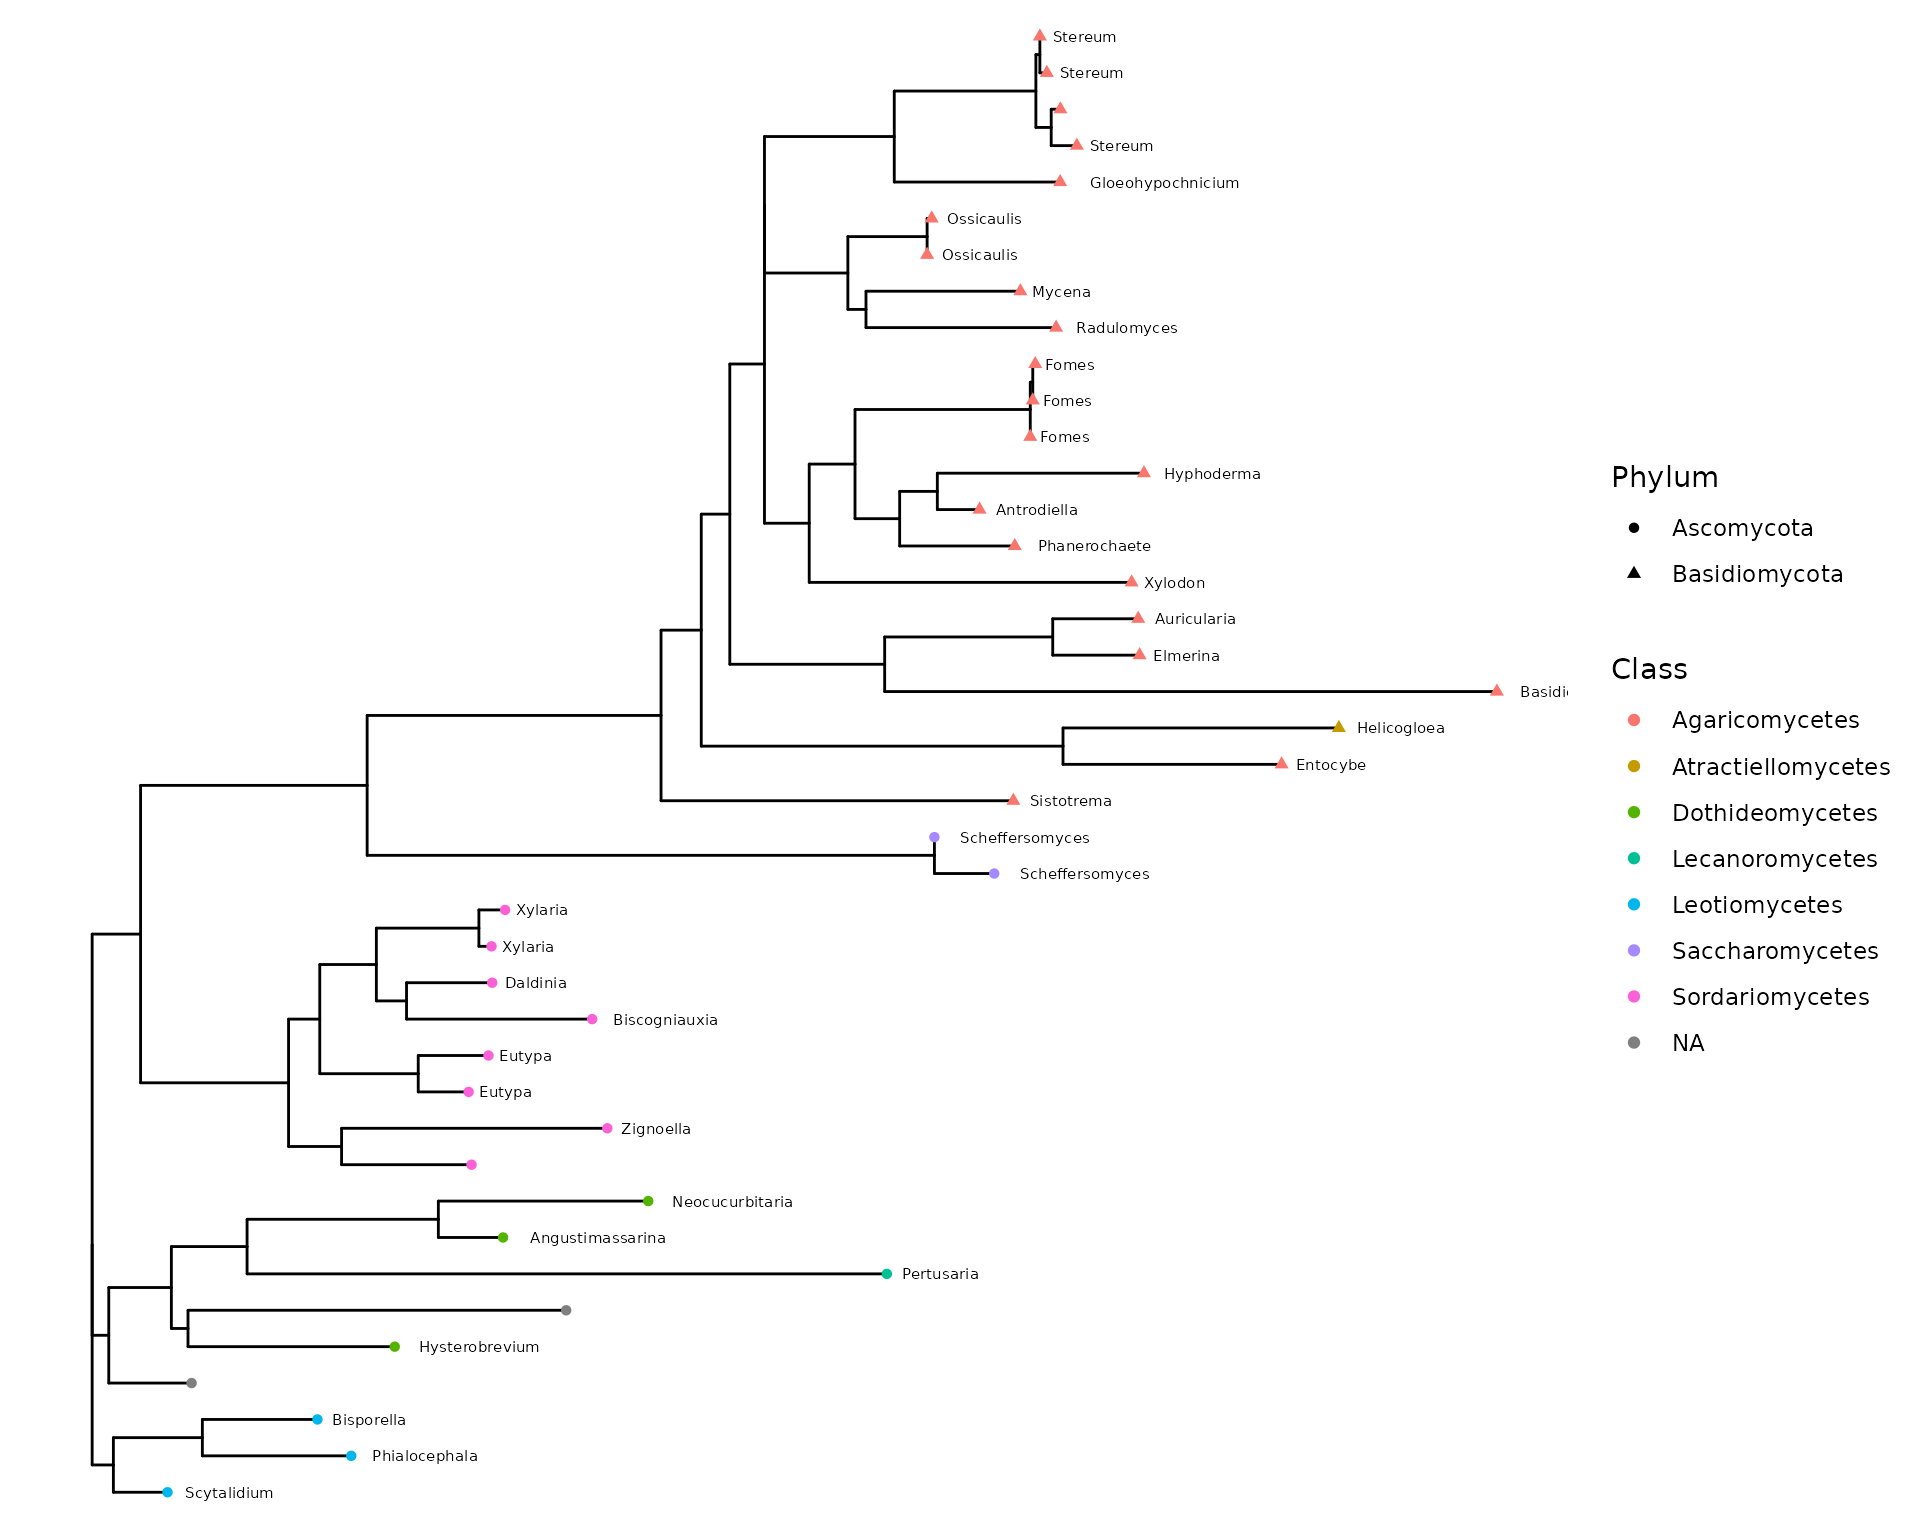 Stereum
Stereum
Stereum
Gloeohypochnicium
Ossicaulis
Ossicaulis
Mycena
Radulomyces
Fomes
Fomes
Fomes
Hyphoderma
Antrodiella
Phanerochaete
Xylodon
Auricularia
Elmerina
Basidi
Helicogloea
Entocybe
Sistotrema
Scheffersomyces
Scheffersomyces
Xylaria
Xylaria
Daldinia
Biscogniauxia
Eutypa
Eutypa
Zignoella
Neocucurbitaria
Angustimassarina
Pertusaria
Hysterobrevium
Bisporella
Phialocephala
Scytalidium
Phylum
Ascomycota
Basidiomycota
Class
Agaricomycetes
Atractiellomycetes
Dothideomycetes
Lecanoromycetes
Leotiomycetes
Saccharomycetes
Sordariomycetes
NA